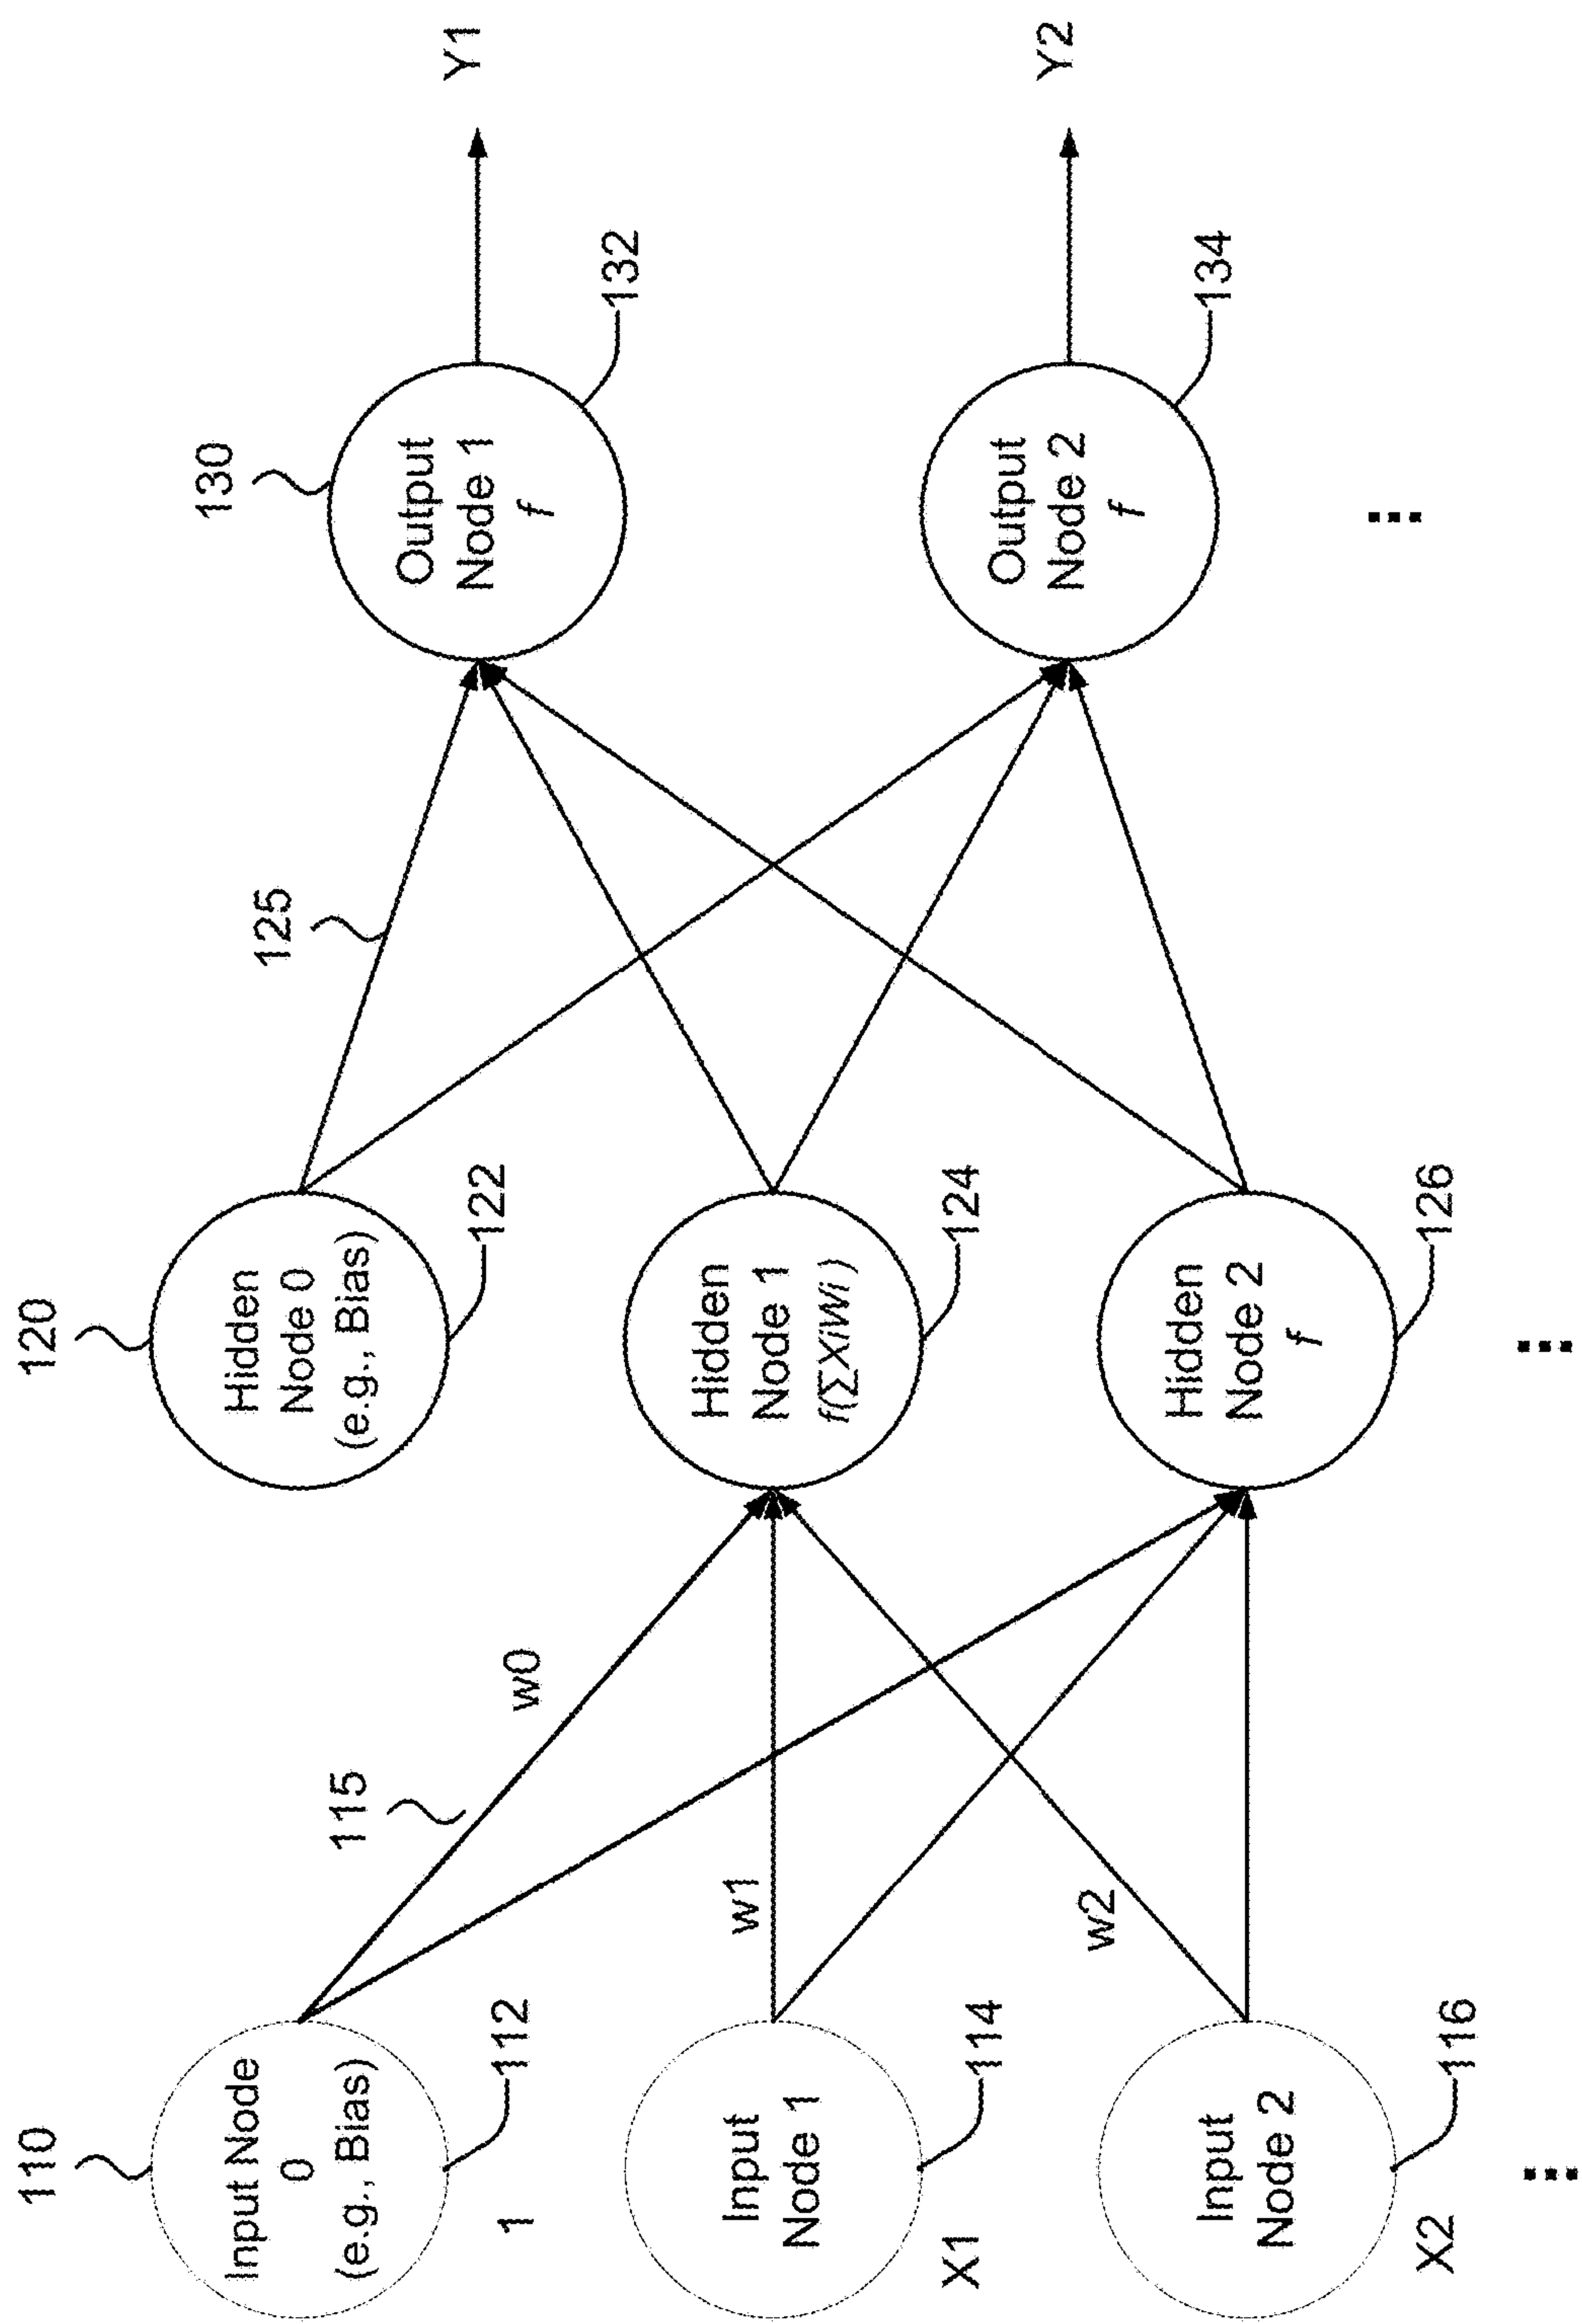 110
Input Node
0
(e.g., Bias)
112
1
Input
Node 1
114
X1
Input
Node 2
116
X2
...
115
w0
w1
w2
120
Hidden
Node 0
(e.g., Bias)
122
Hidden
Node 1
f(∑XiWi )
124
Hidden
Node 2
f
126
...
125
130
Output
Node 1
f
132
Output
Node 2
f
134
...
Y1
Y2